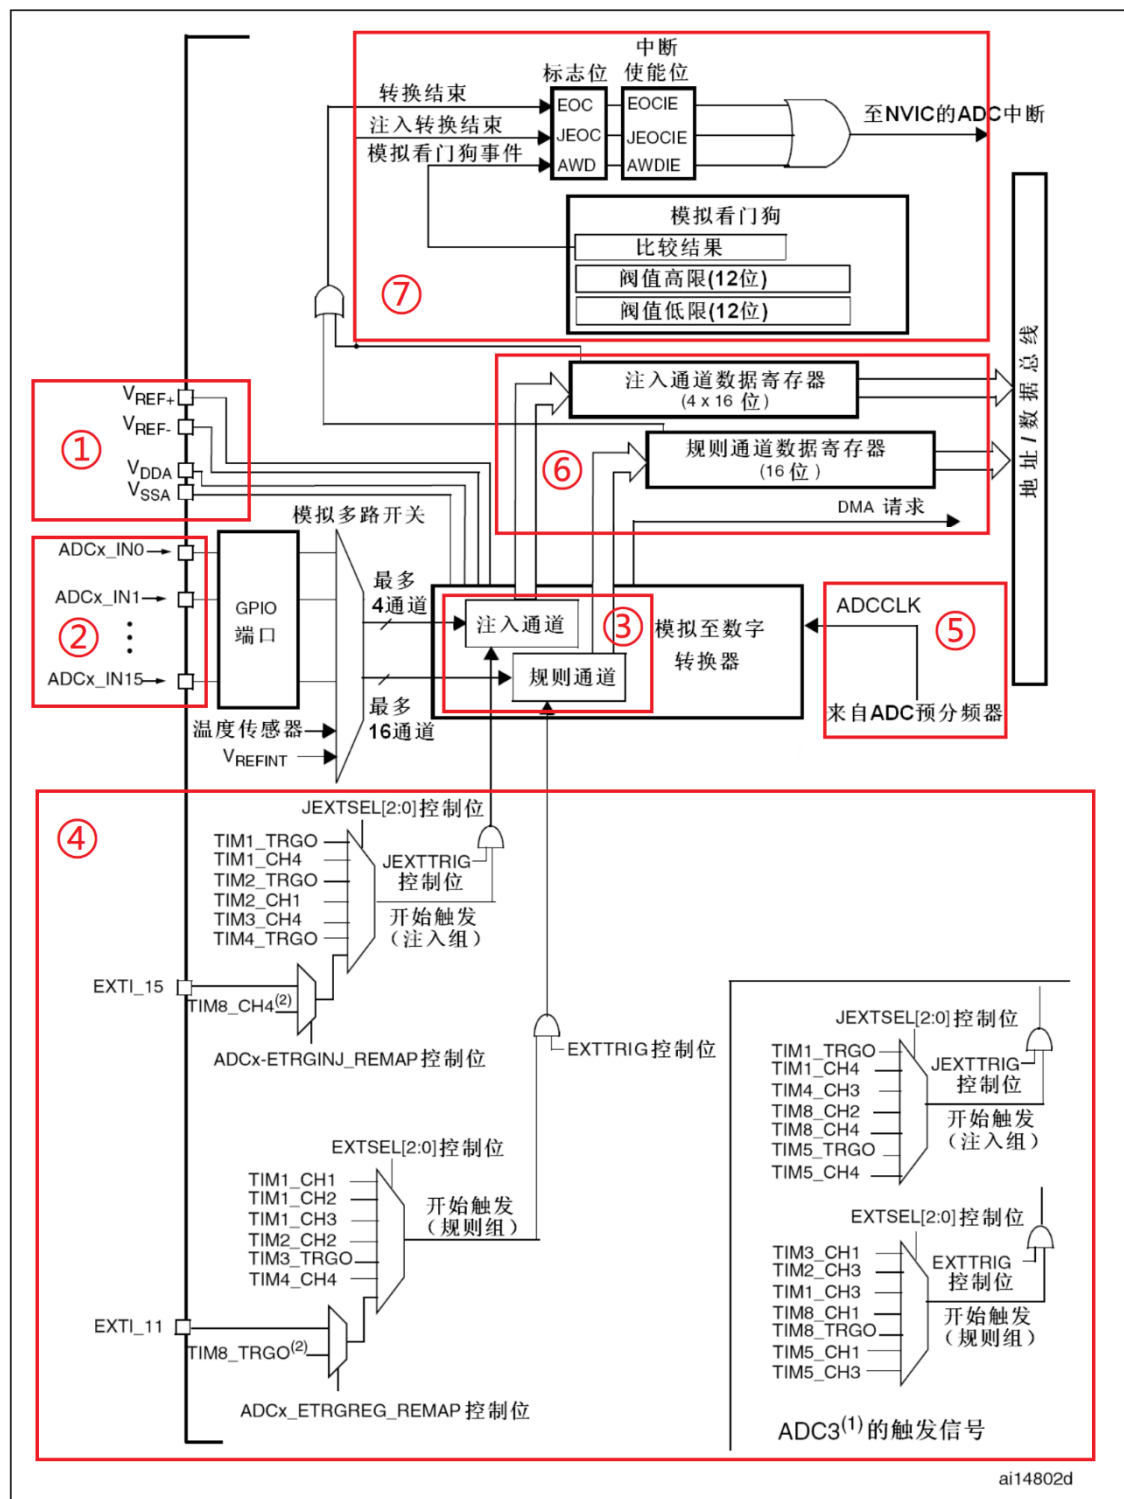 中断
标志位 使能位
转换结束
EOC EOCIE
至NVIC的ADC中断
注入转换结束
JEOC JEOCIE
模拟看门狗事件
AWD AWDIE
模拟看门狗
比较结果
阀值高限(12位)
阀值低限(12位)
⑦
地址/数据总线
注入通道数据寄存器
(4 x 16 位)
规则通道数据寄存器
(16 位)
⑥
DMA 请求
VREF+
VREF-
①
VDDA
VSSA
模拟多路开关
ADCx_IN0
ADCx_IN1
②
ADCx_IN15
GPIO
端口
最多
4通道
注入通道
③
规则通道
模拟至数字
转换器
最多
16通道
ADCCLK
⑤
来自ADC预分频器
温度传感器
VREFINT
④
JEXTSEL[2:0]控制位
TIM1_TRGO
TIM1_CH4
TIM2_TRGO
TIM2_CH1
TIM3_CH4
TIM4_TRGO
JEXTTRIG
控制位
开始触发
(注入组)
EXTI_15
TIM8_CH4(2)
ADCx-ETRGINJ_REMAP控制位
EXTTRIG控制位
EXTSEL[2:0]控制位
TIM1_CH1
TIM1_CH2
TIM1_CH3
TIM2_CH2
TIM3_TRGO
TIM4_CH4
开始触发
(规则组)
EXTI_11
TIM8_TRGO(2)
ADCx_ETRGREG_REMAP 控制位
JEXTSEL[2:0]控制位
TIM1_TRGO
TIM1_CH4
TIM4_CH3
TIM8_CH2
TIM8_CH4
TIM5_TRGO
TIM5_CH4
JEXTTRIG
控制位
开始触发
(注入组)
EXTSEL[2:0]控制位
TIM3_CH1
TIM2_CH3
TIM1_CH3
TIM8_CH1
TIM8_TRGO
TIM5_CH1
TIM5_CH3
EXTTRIG
控制位
开始触发
(规则组)
ADC3(1)的触发信号
ai14802d